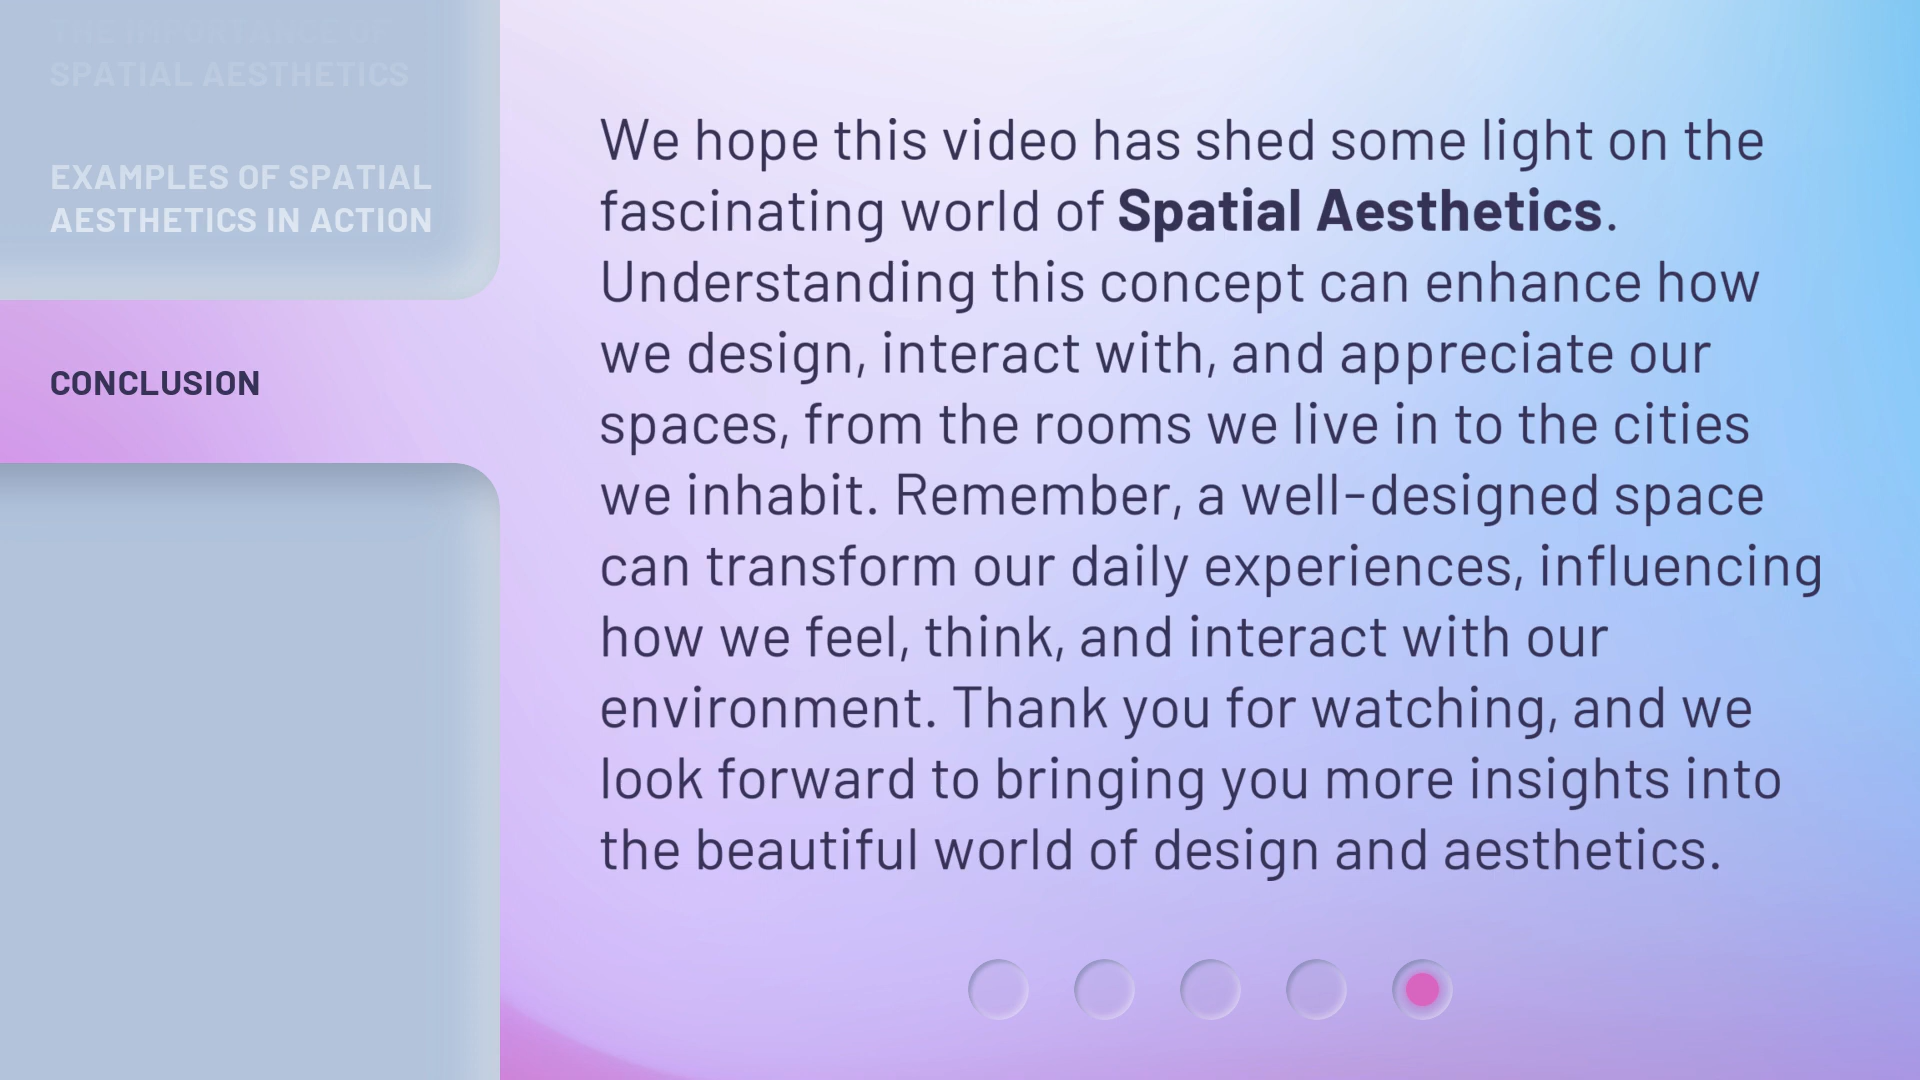 THE IMPORTANCE OF
SPATIAL AESTHETICS
EXAMPLES OF SPATIAL
AESTHETICS IN ACTION
CONCLUSION
We hope this video has shed some light on the
fascinating world of Spatial Aesthetics.
Understanding this concept can enhance how
we design, interact with, and appreciate our
spaces, from the rooms we live in to the cities
we inhabit. Remember, a well-designed space
can transform our daily experiences, influencing
how we feel, think, and interact with our
environment. Thank you for watching, and we
look forward to bringing you more insights into
the beautiful world of design and aesthetics.